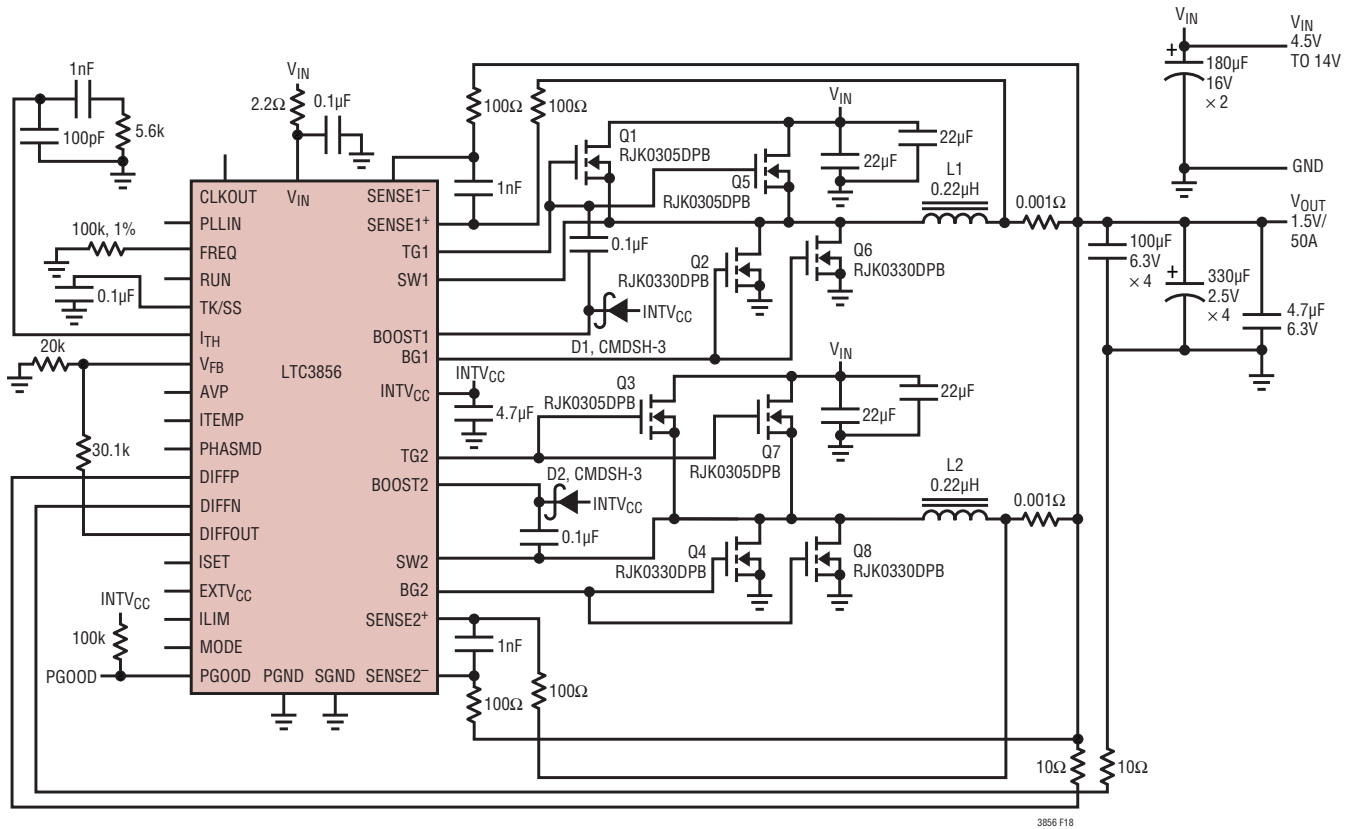 1nF
100pF
5.6k
VIN
2.2Ω
0.1µF
100Ω
100Ω
1nF
Q1
RJK0305DPB
Q5
RJK0305DPB
VIN
22µF
22µF
L1
0.22µH
0.001Ω
VIN
180µF
16V
× 2
+
VIN
4.5V
TO 14V
GND
VOUT
1.5V/
50A
100µF
6.3V
× 4
+
330µF
2.5V
× 4
4.7µF
6.3V
100k, 1%
0.1µF
20k
30.1k
INTVCC
100k
PGOOD
CLKOUT
PLLIN
FREQ
RUN
TK/SS
ITH
VFB
AVP
ITEMP
PHASMD
DIFFP
DIFFN
DIFFOUT
ISET
EXTVCC
ILIM
MODE
PGOOD
PGND
SGND
VIN
LTC3856
SENSE1–
SENSE1+
TG1
SW1
BOOST1
BG1
INTVCC
TG2
BOOST2
SW2
BG2
SENSE2+
SENSE2–
0.1µF
Q2
RJK0330DPB
Q6
RJK0330DPB
INTVCC
D1, CMDSH-3
INTVCC
4.7µF
Q3
RJK0305DPB
Q7
RJK0305DPB
VIN
22µF
22µF
D2, CMDSH-3
INTVCC
0.1µF
L2
0.22µH
0.001Ω
Q4
RJK0330DPB
Q8
RJK0330DPB
1nF
100Ω
100Ω
10Ω
10Ω
3856 F18